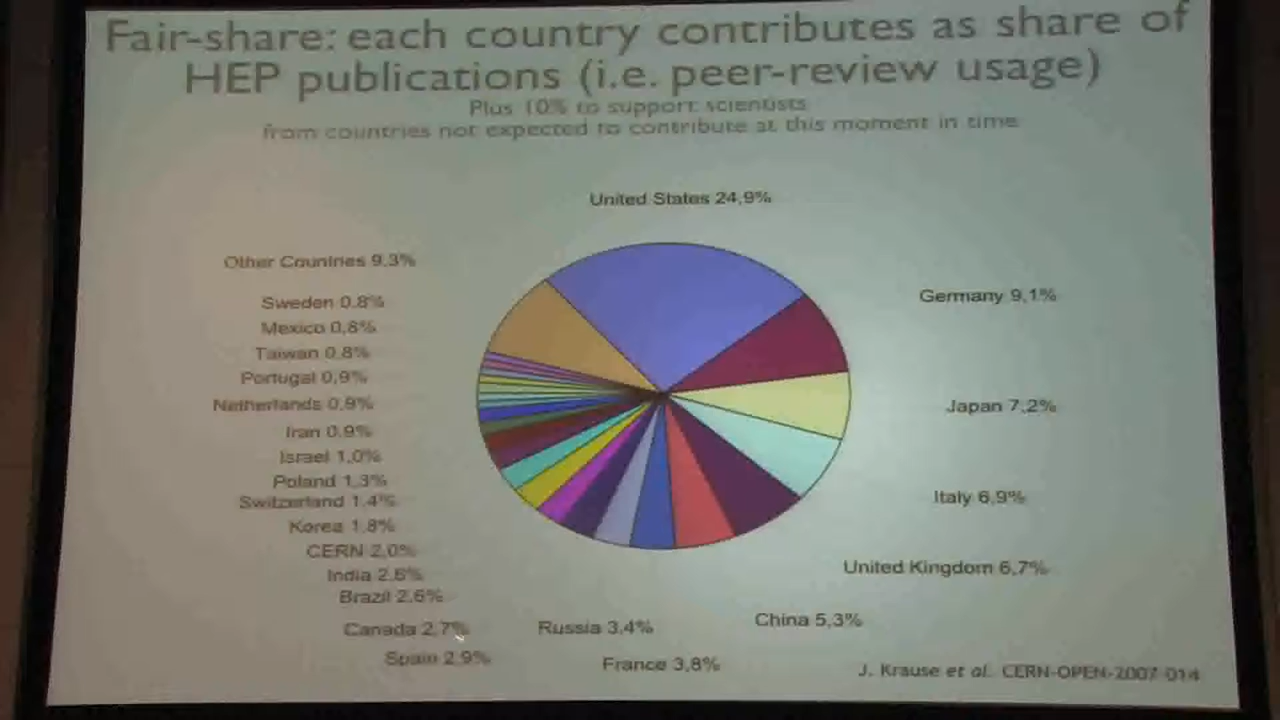 Fair-share: each country contributes as share of
HEP publications (i.e. peer-review usage)
Plus 10% to support scientists
from countries not expected to contribute at this moment in time
United States 24,9%
Germany 9,1%
Japan 7,2%
Italy 6,9%
United Kingdom 6,7%
China 5,3%
France 3,8%
Russia 3,4%
Spain 2,9%
Canada 2,7%
Brazil 2,6%
India 2,6%
CERN 2,0%
Korea 1,8%
Switzerland 1,4%
Poland 1,3%
Israel 1,0%
Iran 0,9%
Netherlands 0,9%
Portugal 0,9%
Taiwan 0,8%
Mexico 0,8%
Sweden 0,8%
Other Countries 9,3%
J. Krause et al. CERN-OPEN-2007-014